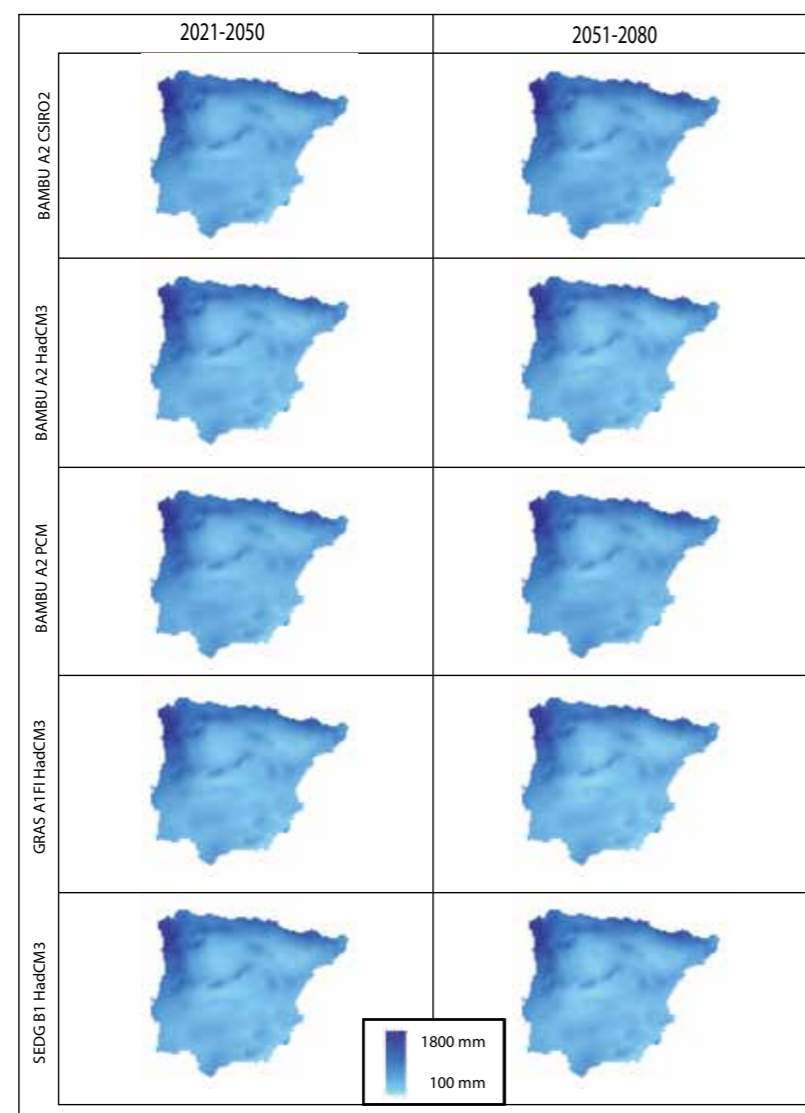 2021-2050
2051-2080
BAMBU A2 CSIRO2
BAMBU A2 HadCM3
BAMBU A2 PCM
GRAS A1FI HadCM3
SEDG B1 HadCM3
1800 mm
100 mm